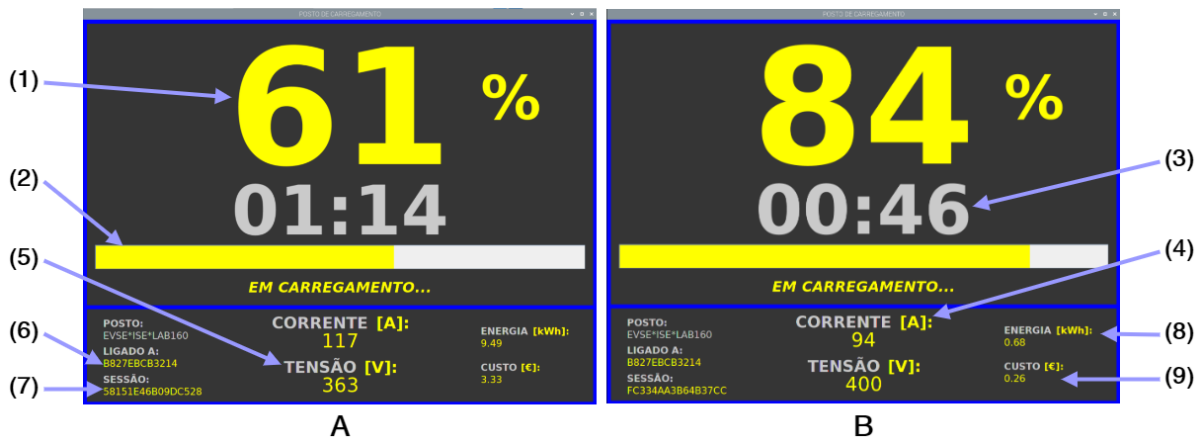 POSTO DE CARREGAMENTO
61 %
01:14
EM CARREGAMENTO...
POSTO:
EVSE*ISE*LAB160
LIGADO A:
B827EBCB3214
SESSÃO:
58151E46B09DC528
CORRENTE [A]:
117
TENSÃO [V]:
363
ENERGIA [kWh]:
9.49
CUSTO [€]:
3.33
POSTO DE CARREGAMENTO
84 %
00:46
EM CARREGAMENTO...
POSTO:
EVSE*ISE*LAB160
LIGADO A:
B827EBCB3214
SESSÃO:
FC334AA3B64B37CC
CORRENTE [A]:
94
TENSÃO [V]:
400
ENERGIA [kWh]:
0.68
CUSTO [€]:
0.26
(1)
(2)
(5)
(6)
(7)
(3)
(4)
(8)
(9)
A
B